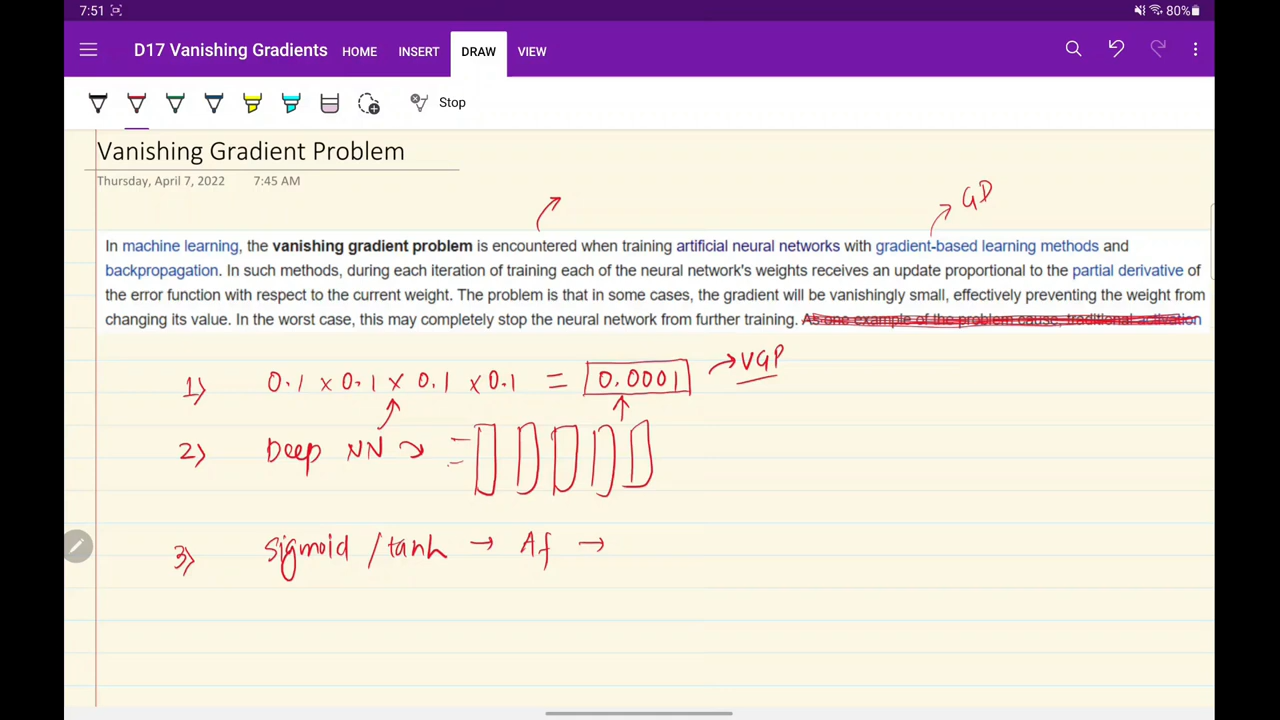 7:51 80%
D17 Vanishing Gradients HOME INSERT DRAW VIEW
Stop
Vanishing Gradient Problem
Thursday, April 7, 2022 7:45 AM
GD
In machine learning, the vanishing gradient problem is encountered when training artificial neural networks with gradient-based learning methods and
backpropagation. In such methods, during each iteration of training each of the neural network's weights receives an update proportional to the partial derivative of
the error function with respect to the current weight. The problem is that in some cases, the gradient will be vanishingly small, effectively preventing the weight from
changing its value. In the worst case, this may completely stop the neural network from further training. As one example of the problem cause, traditional activation
1) 0.1 x 0.1 x 0.1 x 0.1 = 0.0001 → VGP
2) Deep NN →
3) sigmoid / tanh → Af →